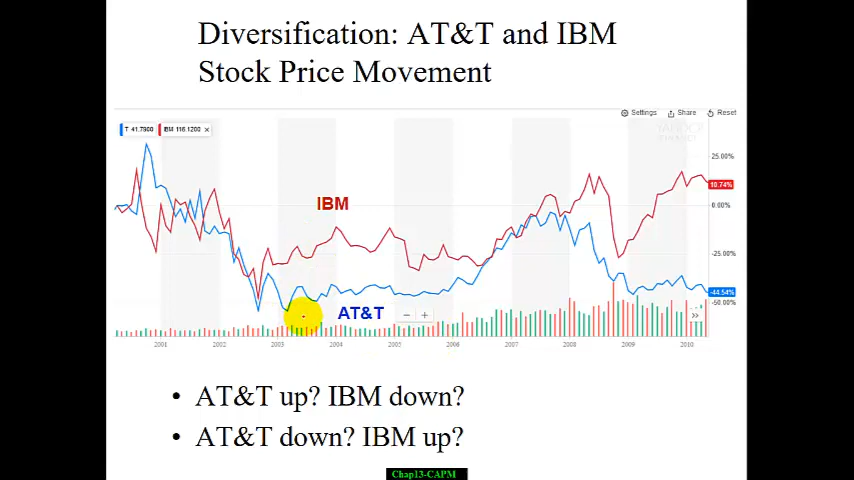 Diversification: AT&T and IBM
Stock Price Movement
Settings Share Reset
T 41.7900 IBM 116.1200 ×
YAHOO!
FINANCE
25.00%
10.74%
0.00%
-25.00%
-44.54%
-50.00%
IBM
AT&T
2001 2002 2003 2004 2005 2006 2007 2008 2009 2010
• AT&T up? IBM down?
• AT&T down? IBM up?
Chap13-CAPM